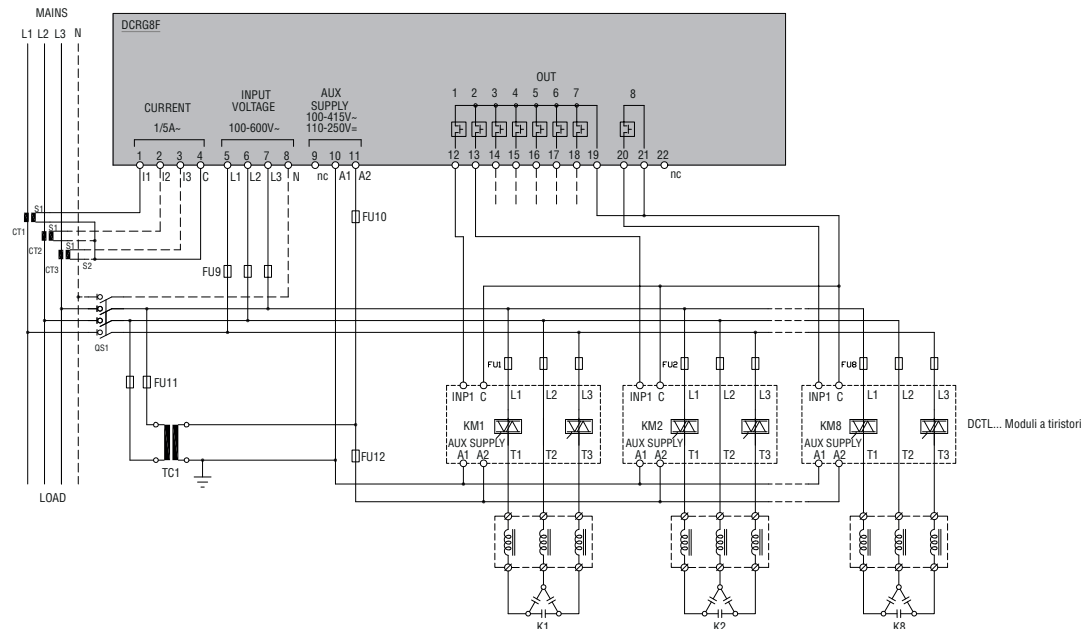 MAINS
L1 L2 L3 N
DCRG8F
OUT
1 2 3 4 5 6 7 8
CURRENT
1/5A~
INPUT
VOLTAGE
100-600V~
AUX
SUPPLY
100-415V~
110-250V=
1 2 3 4 5 6 7 8 9 10 11 12 13 14 15 16 17 18 19 20 21 22
I1 I2 I3 C L1 L2 L3 N nc A1 A2 nc
S1
CT1
S1
CT2
S1
CT3
S2
FU10
FU9
QS1
FU11
FU12
TC1
LOAD
FU1 FU2 FU8
INP1 C L1 L2 L3
KM1
AUX SUPPLY
A1 A2 T1 T2 T3
INP1 C L1 L2 L3
KM2
AUX SUPPLY
A1 A2 T1 T2 T3
INP1 C L1 L2 L3
KM8
AUX SUPPLY
A1 A2 T1 T2 T3
DCTL... Moduli a tiristori
K1 K2 K8